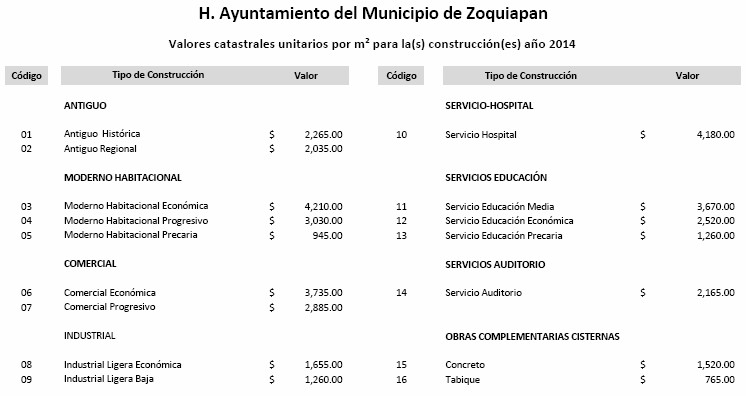 H. Ayuntamiento del Municipio de Zoquiapan
Valores catastrales unitarios por m² para la(s) construcción(es) año 2014
Código Tipo de Construcción Valor Código Tipo de Construcción Valor
ANTIGUO SERVICIO-HOSPITAL
01 Antiguo Histórica $ 2,265.00 10 Servicio Hospital $ 4,180.00
02 Antiguo Regional $ 2,035.00
MODERNO HABITACIONAL SERVICIOS EDUCACIÓN
03 Moderno Habitacional Económica $ 4,210.00 11 Servicio Educación Media $ 3,670.00
04 Moderno Habitacional Progresivo $ 3,030.00 12 Servicio Educación Económica $ 2,520.00
05 Moderno Habitacional Precaria $ 945.00 13 Servicio Educación Precaria $ 1,260.00
COMERCIAL SERVICIOS AUDITORIO
06 Comercial Económica $ 3,735.00 14 Servicio Auditorio $ 2,165.00
07 Comercial Progresivo $ 2,885.00
INDUSTRIAL OBRAS COMPLEMENTARIAS CISTERNAS
08 Industrial Ligera Económica $ 1,655.00 15 Concreto $ 1,520.00
09 Industrial Ligera Baja $ 1,260.00 16 Tabique $ 765.00